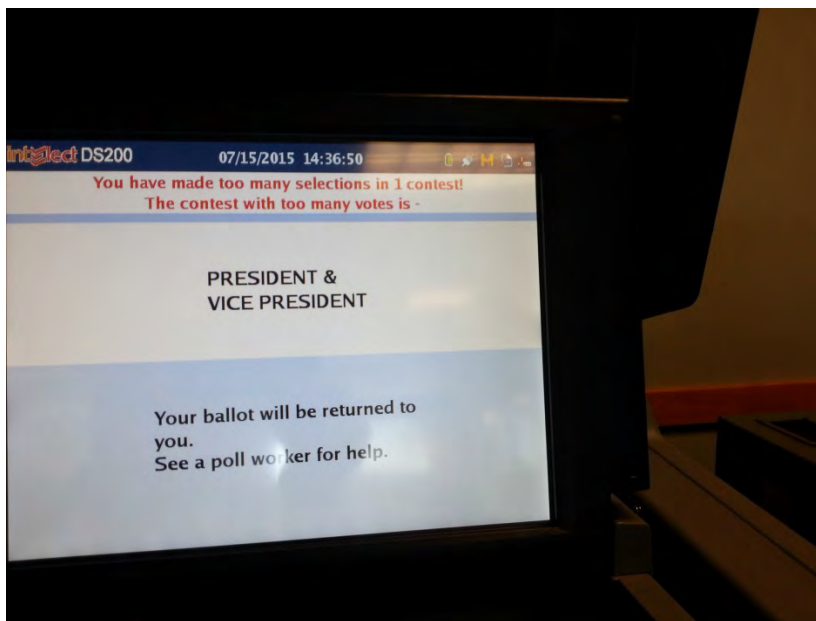 intElect DS200
07/15/2015 14:36:50
You have made too many selections in 1 contest!
The contest with too many votes is -
PRESIDENT &
VICE PRESIDENT
Your ballot will be returned to
you.
See a poll worker for help.